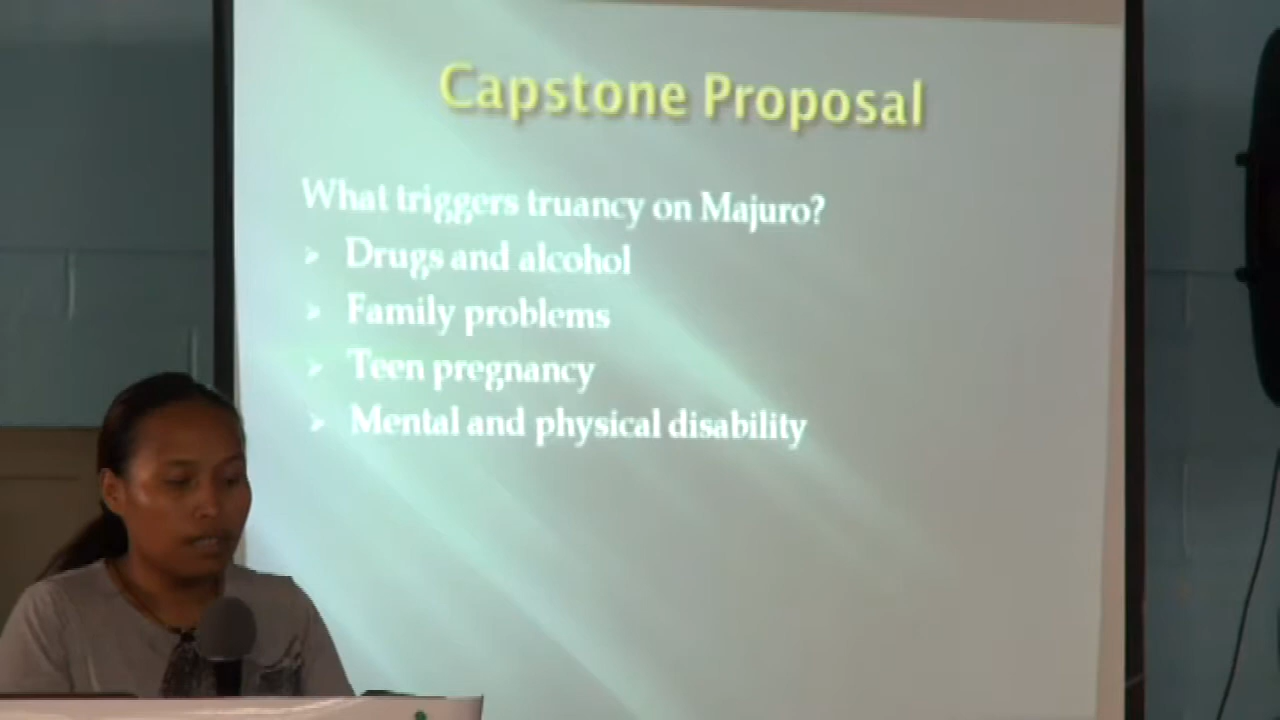 Capstone Proposal
What triggers truancy on Majuro?
Drugs and alcohol
Family problems
Teen pregnancy
Mental and physical disability